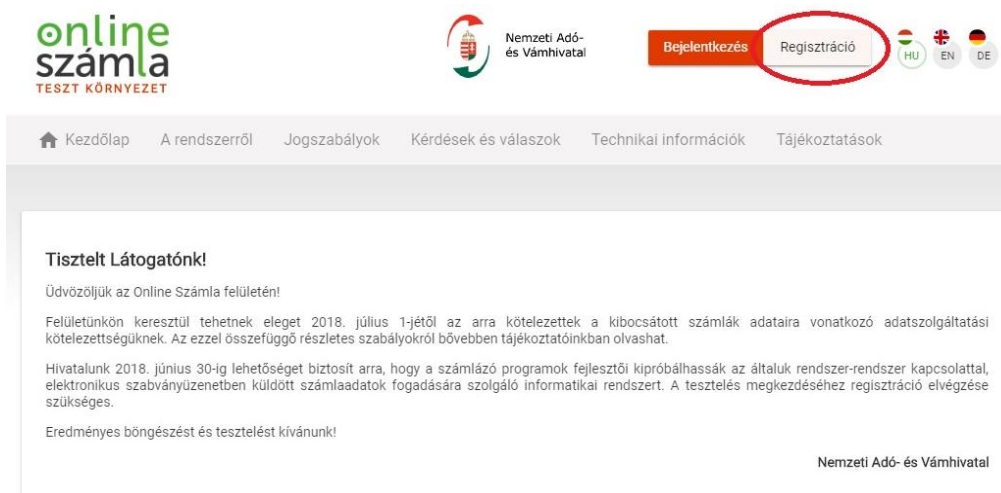 online
számla
TESZT KÖRNYEZET
Nemzeti Adó-
és Vámhivatal
Bejelentkezés
Regisztráció
HU
EN
DE
Kezdőlap
A rendszerről
Jogszabályok
Kérdések és válaszok
Technikai információk
Tájékoztatások
Tisztelt Látogatónk!
Üdvözöljük az Online Számla felületén!
Felületünkön keresztül tehetnek eleget 2018. július 1-jétől az arra kötelezettek a kibocsátott számlák adataira vonatkozó adatszolgáltatási
kötelezettségüknek. Az ezzel összefüggő részletes szabályokról bővebben tájékoztatóinkban olvashat.
Hivatalunk 2018. június 30-ig lehetőséget biztosít arra, hogy a számlázó programok fejlesztői kipróbálhassák az általuk rendszer-rendszer kapcsolattal,
elektronikus szabványüzenetben küldött számlaadatok fogadására szolgáló informatikai rendszert. A tesztelés megkezdéséhez regisztráció elvégzése
szükséges.
Eredményes böngészést és tesztelést kívánunk!
Nemzeti Adó- és Vámhivatal